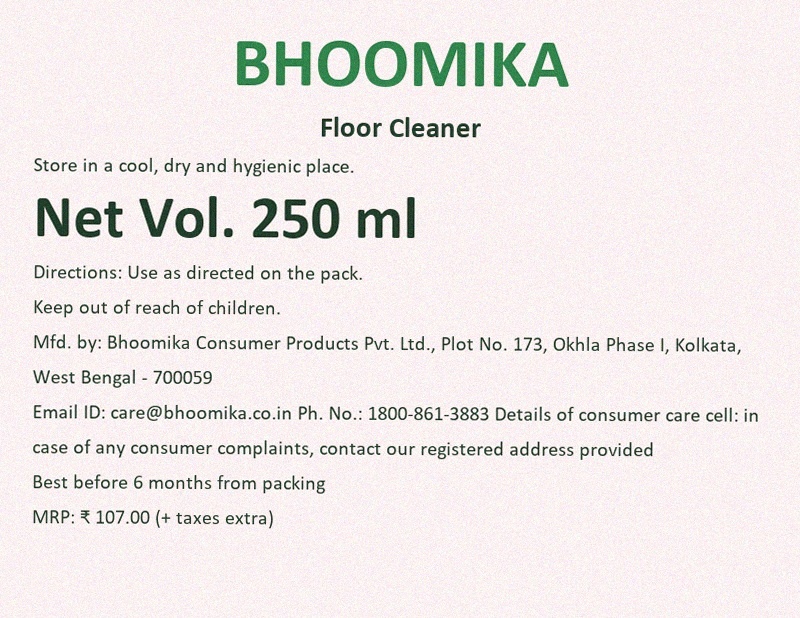 BHOOMIKA
Floor Cleaner
Store in a cool, dry and hygienic place.
Net Vol. 250 ml
Directions: Use as directed on the pack.
Keep out of reach of children.
Mfd. by: Bhoomika Consumer Products Pvt. Ltd., Plot No. 173, Okhla Phase I, Kolkata,
West Bengal - 700059
Email ID: care@bhoomika.co.in Ph. No.: 1800-861-3883 Details of consumer care cell: in
case of any consumer complaints, contact our registered address provided
Best before 6 months from packing
MRP: ₹ 107.00 (+ taxes extra)